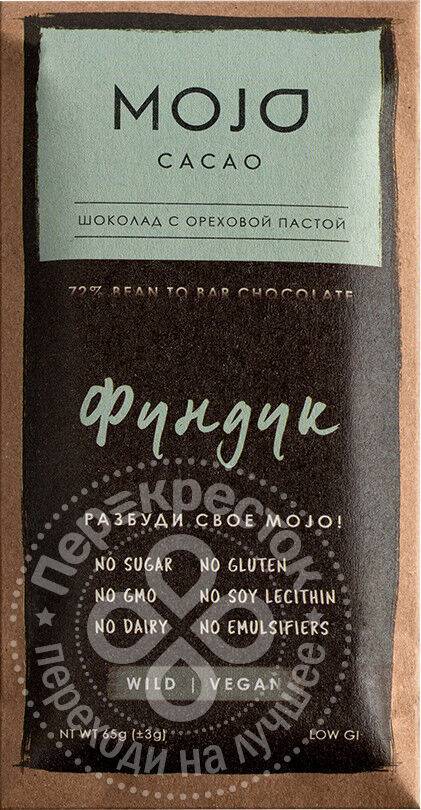 MOJO
CACAO
ШОКОЛАД С ОРЕХОВОЙ ПАСТОЙ
72% BEAN TO BAR CHOCOLATE
Фундук
РАЗБУДИ СВОЕ MOJO!
NO SUGAR NO GLUTEN
NO GMO NO SOY LECITHIN
NO DAIRY NO EMULSIFIERS
WILD | VEGAN
NT WT 65g (±3g) LOW GI
Перекресток
переходи на лучшее